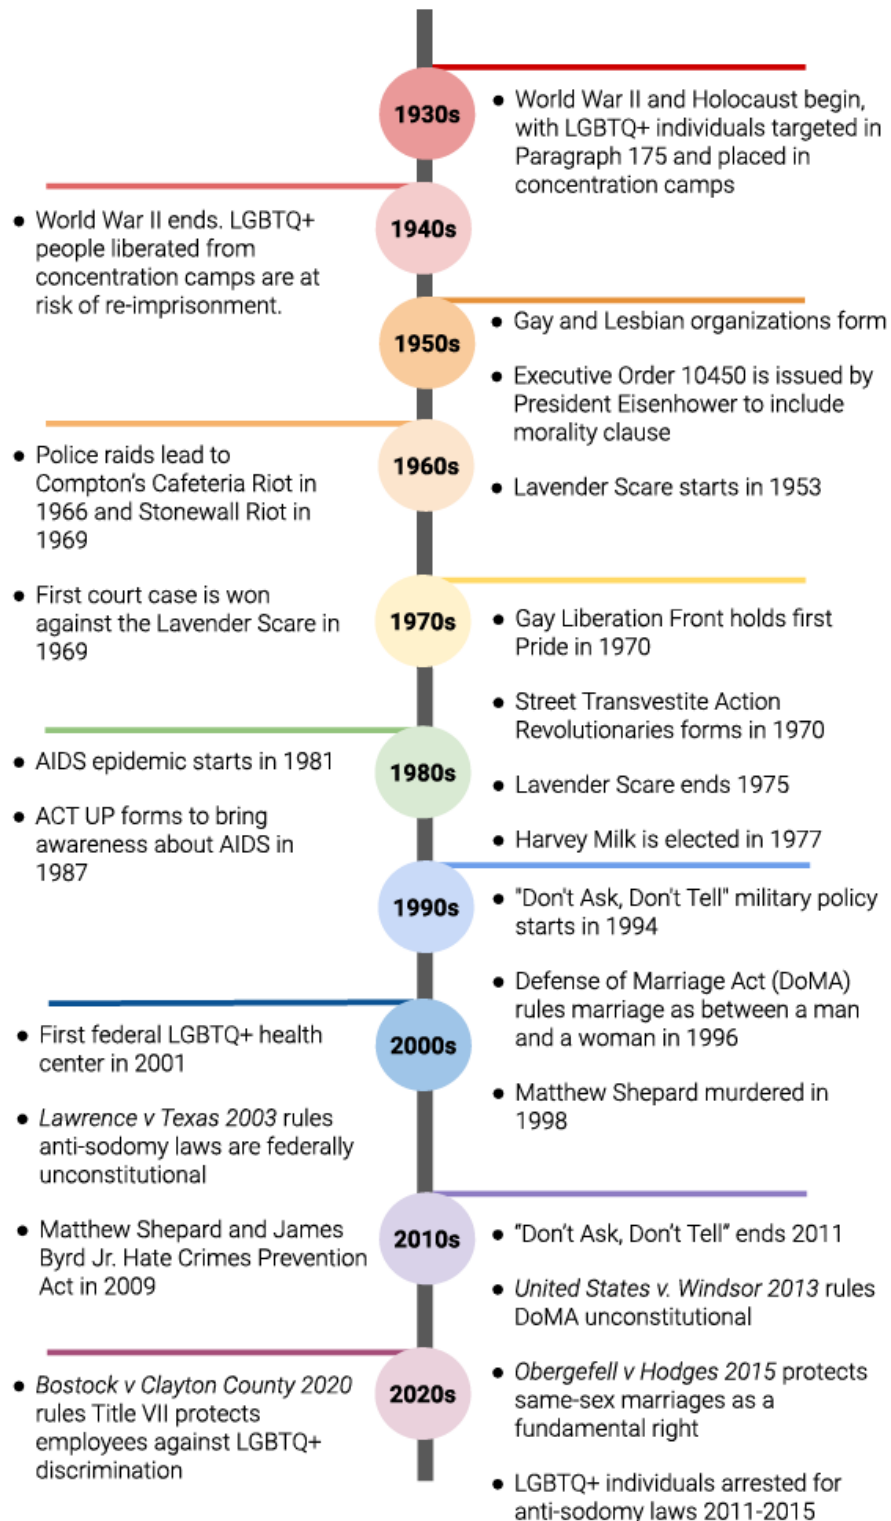 1930s
● World War II and Holocaust begin,
with LGBTQ+ individuals targeted in
Paragraph 175 and placed in
concentration camps
1940s
● World War II ends. LGBTQ+
people liberated from
concentration camps are at
risk of re-imprisonment.
1950s
● Gay and Lesbian organizations form
● Executive Order 10450 is issued by
President Eisenhower to include
morality clause
● Lavender Scare starts in 1953
1960s
● Police raids lead to
Compton’s Cafeteria Riot in
1966 and Stonewall Riot in
1969
● First court case is won
against the Lavender Scare in
1969
1970s
● Gay Liberation Front holds first
Pride in 1970
● Street Transvestite Action
Revolutionaries forms in 1970
● Lavender Scare ends 1975
● Harvey Milk is elected in 1977
1980s
● AIDS epidemic starts in 1981
● ACT UP forms to bring
awareness about AIDS in
1987
1990s
● "Don't Ask, Don't Tell" military policy
starts in 1994
● Defense of Marriage Act (DoMA)
rules marriage as between a man
and a woman in 1996
● Matthew Shepard murdered in
1998
2000s
● First federal LGBTQ+ health
center in 2001
● Lawrence v Texas 2003 rules
anti-sodomy laws are federally
unconstitutional
● Matthew Shepard and James
Byrd Jr. Hate Crimes Prevention
Act in 2009
2010s
● “Don’t Ask, Don’t Tell” ends 2011
● United States v. Windsor 2013 rules
DoMA unconstitutional
● Obergefell v Hodges 2015 protects
same-sex marriages as a
fundamental right
● LGBTQ+ individuals arrested for
anti-sodomy laws 2011-2015
2020s
● Bostock v Clayton County 2020
rules Title VII protects
employees against LGBTQ+
discrimination